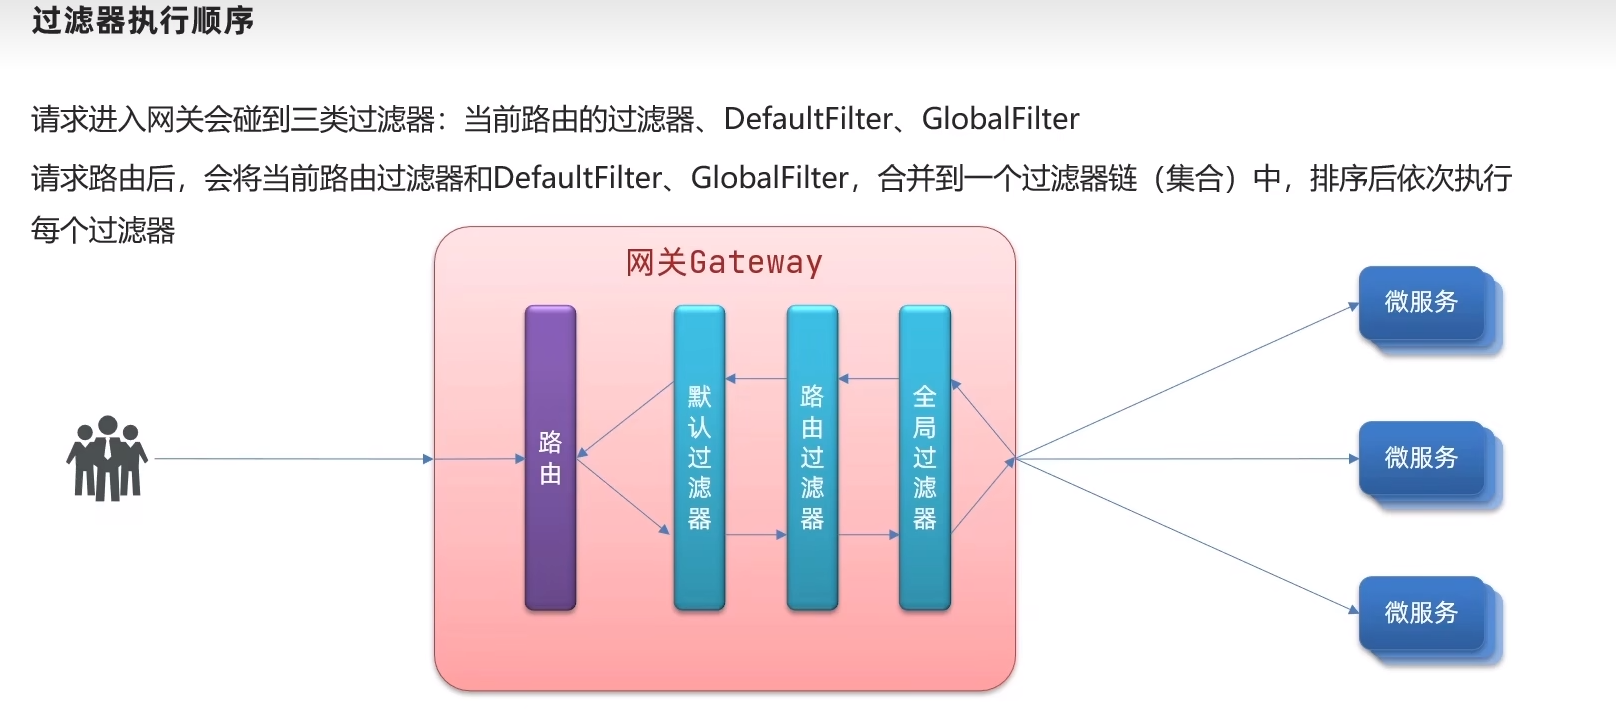 过滤器执行顺序
请求进入网关会碰到三类过滤器：当前路由的过滤器、DefaultFilter、GlobalFilter
请求路由后，会将当前路由过滤器和DefaultFilter、GlobalFilter，合并到一个过滤器链（集合）中，排序后依次执行
每个过滤器
网关Gateway
路由
默认过滤器
路由过滤器
全局过滤器
微服务
微服务
微服务